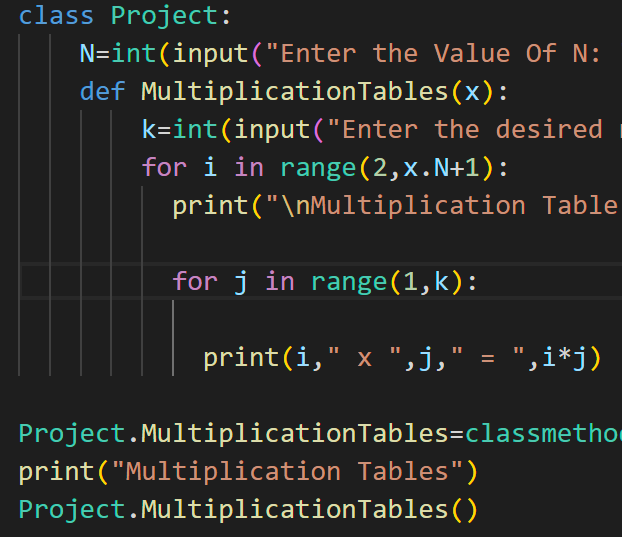 class Project:
N=int(input("Enter the Value Of N:
def MultiplicationTables(x):
k=int(input("Enter the desired
for i in range(2,x.N+1):
print("\nMultiplication Table
for j in range(1,k):
print(i," x ",j," = ",i*j)
Project.MultiplicationTables=classmetho
print("Multiplication Tables")
Project.MultiplicationTables()